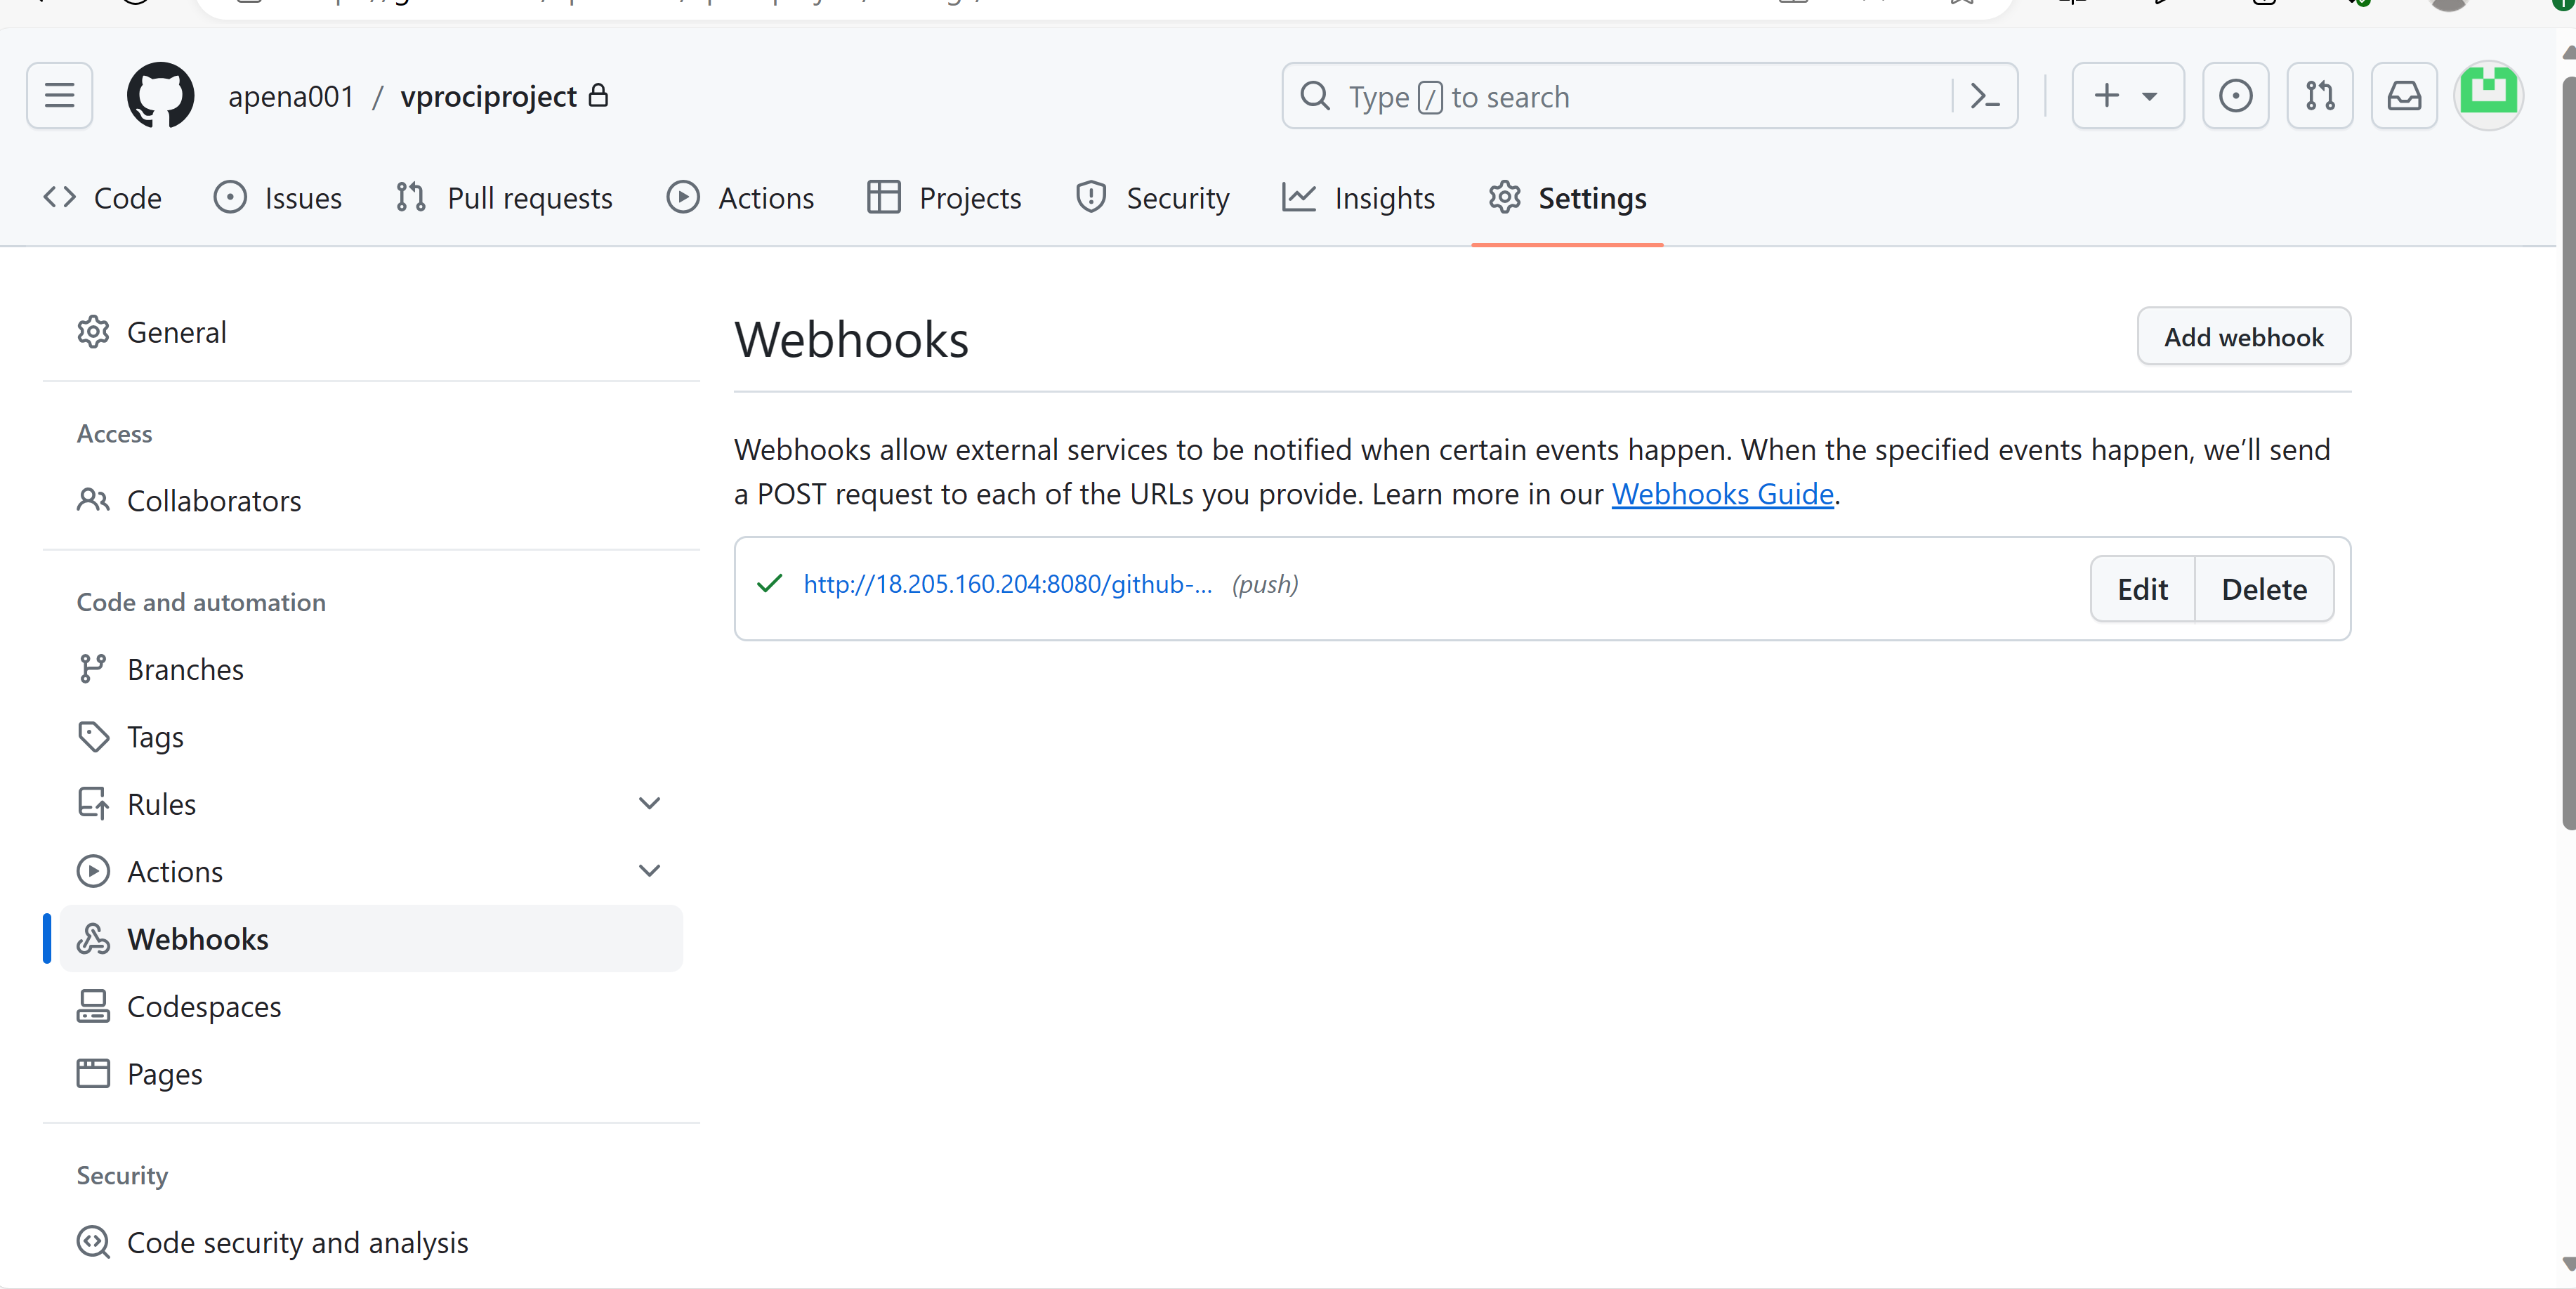 apena001 / vprociproject
Type / to search
Code
Issues
Pull requests
Actions
Projects
Security
Insights
Settings
General
Access
Collaborators
Code and automation
Branches
Tags
Rules
Actions
Webhooks
Codespaces
Pages
Security
Code security and analysis
Webhooks
Add webhook
Webhooks allow external services to be notified when certain events happen. When the specified events happen, we’ll send
a POST request to each of the URLs you provide. Learn more in our Webhooks Guide.
http://18.205.160.204:8080/github-... (push)
Edit
Delete